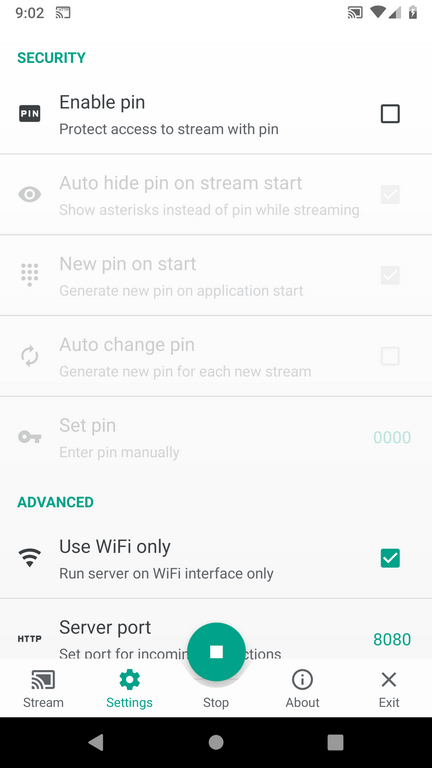 9:02
SECURITY
PIN
Enable pin
Protect access to stream with pin
Auto hide pin on stream start
Show asterisks instead of pin while streaming
New pin on start
Generate new pin on application start
Auto change pin
Generate new pin for each new stream
Set pin
Enter pin manually
0000
ADVANCED
Use WiFi only
Run server on WiFi interface only
HTTP
Server port
8080
Set port for
Stream
Settings
Stop
About
Exit